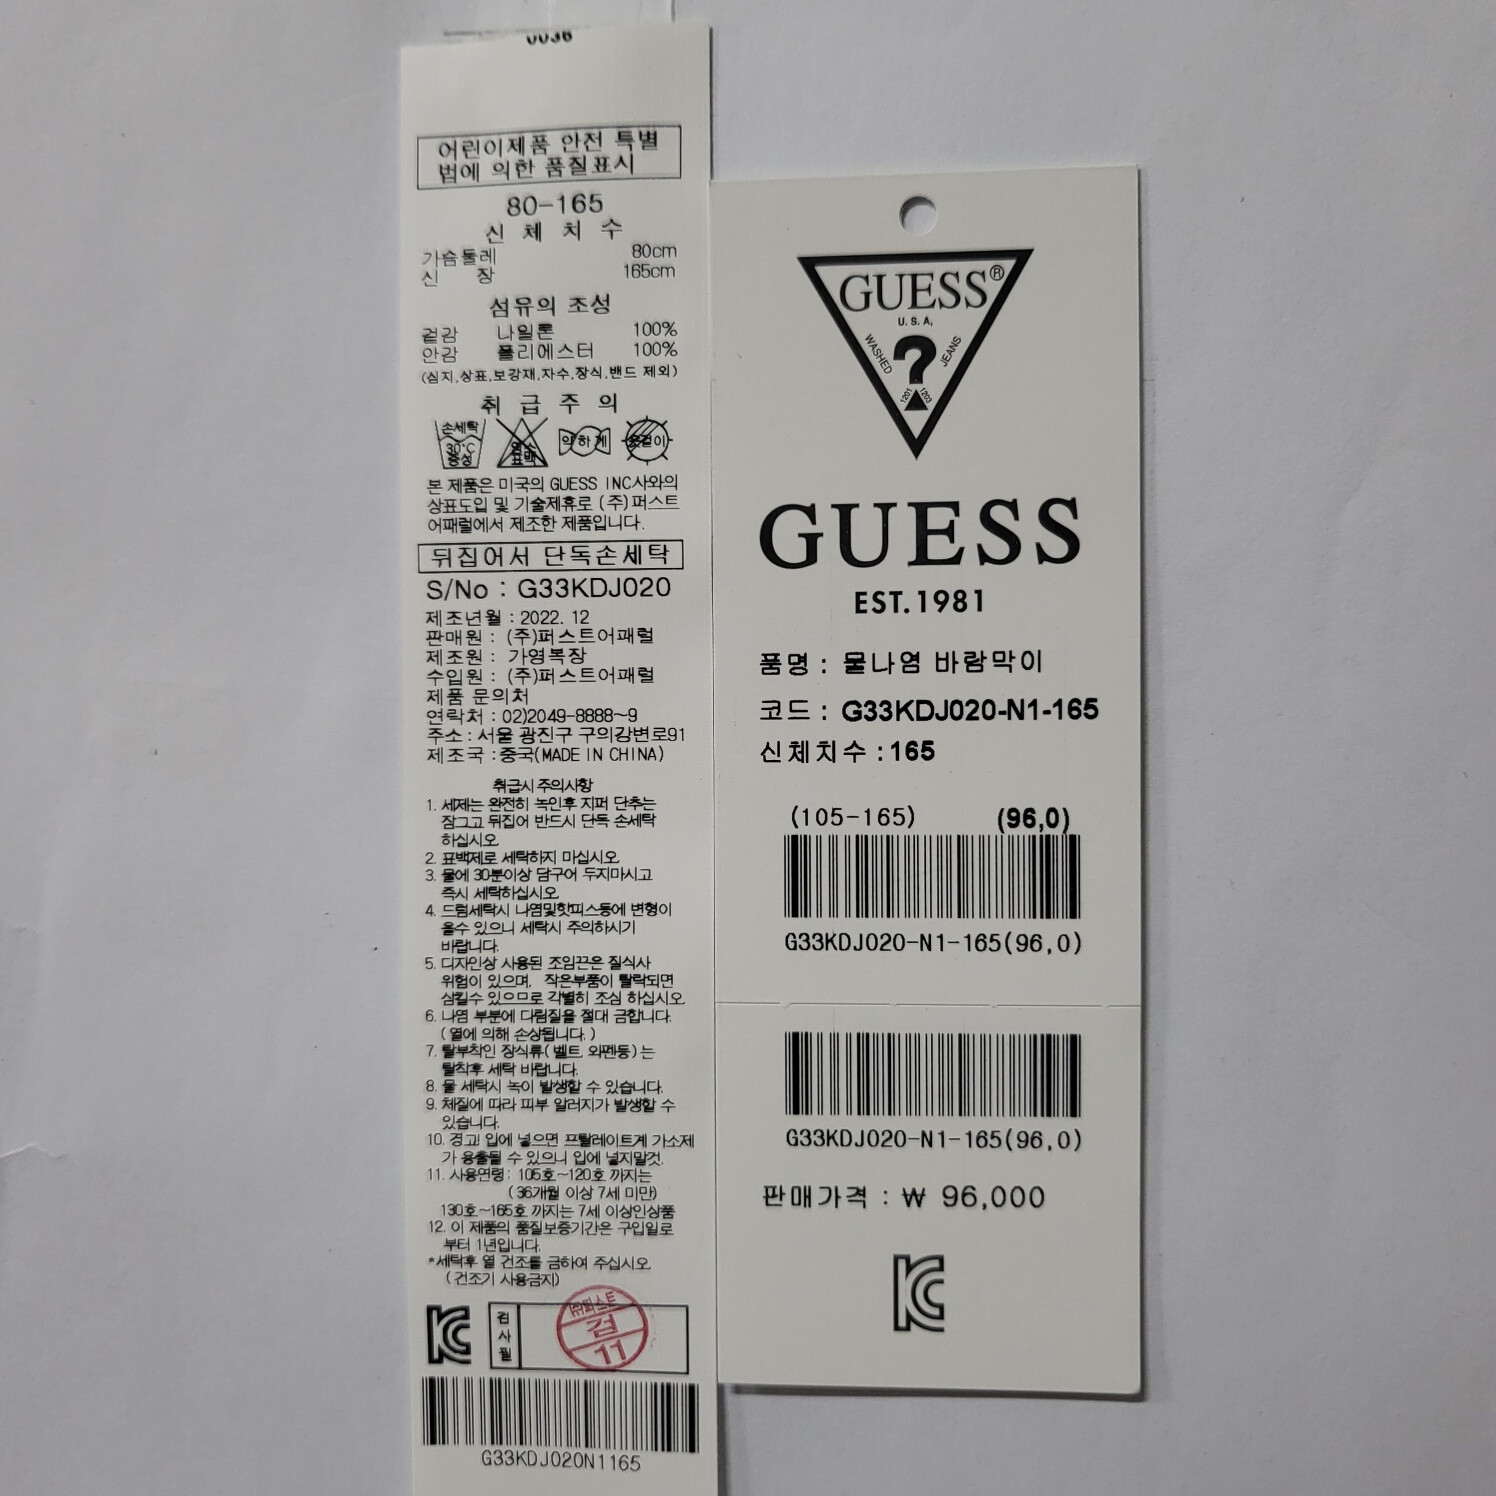 0036
어린이제품 안전 특별
법에 의한 품질표시
80-165
신 체 치 수
가슴둘레 80cm
신 장 165cm
섬유의 조성
겉감 나일론 100%
안감 폴리에스터 100%
(심지,상표,보강재,자수,장식,밴드 제외)
취 급 주 의
손세탁 30℃ 중성
염소 표백
약하게
옷걸이
본 제품은 미국의 GUESS INC사와의
상표도입 및 기술제휴로 (주)퍼스트
어패럴에서 제조한 제품입니다.
뒤집어서 단독손세탁
S/No : G33KDJ020
제조년월 : 2022. 12
판매원 : (주)퍼스트어패럴
제조원 : 가영복장
수입원 : (주)퍼스트어패럴
제품 문의처
연락처 : 02)2049-8888~9
주소 : 서울 광진구 구의강변로91
제조국 : 중국(MADE IN CHINA)
취급시 주의사항
1. 세제는 완전히 녹인후 지퍼 단추는
잠그고 뒤집어 반드시 단독 손세탁
하십시오.
2. 표백제로 세탁하지 마십시오.
3. 물에 30분이상 담구어 두지마시고
즉시 세탁하십시오.
4. 드럼세탁시 나염및핫피스등에 변형이
올수 있으니 세탁시 주의하시기
바랍니다.
5. 디자인상 사용된 조임끈은 질식사
위험이 있으며, 작은부품이 탈락되면
삼킬수 있으므로 각별히 조심 하십시오.
6. 나염 부분에 다림질을 절대 금합니다.
( 열에 의해 손상됩니다. )
7. 탈부착인 장식류( 벨트, 와펜등) 는
탈착후 세탁 바랍니다.
8. 물 세탁시 녹이 발생할 수 있습니다.
9. 체질에 따라 피부 알러지가 발생할 수
있습니다.
10. 경고! 입에 넣으면 프탈레이트계 가소제
가 용출될 수 있으니 입에 넣지말것.
11. 사용연령 : 105호~120호 까지는
( 36개월 이상 7세 미만)
130호~165호 까지는 7세 이상인상품
12. 이 제품의 품질보증기간은 구입일로
부터 1년입니다.
*세탁후 열 건조를 금하여 주십시오.
( 건조기 사용금지)
KC
검사필
(주)퍼스트
검
11
G33KDJ020N1165
GUESS®
U.S.A,
WASHED ? JEANS
1201 1203
GUESS
EST.1981
품명 : 물나염 바람막이
코드 : G33KDJ020-N1-165
신체치수 : 165
(105-165) (96,0)
G33KDJ020-N1-165(96,0)
G33KDJ020-N1-165(96,0)
판매가격 : ₩ 96,000
KC